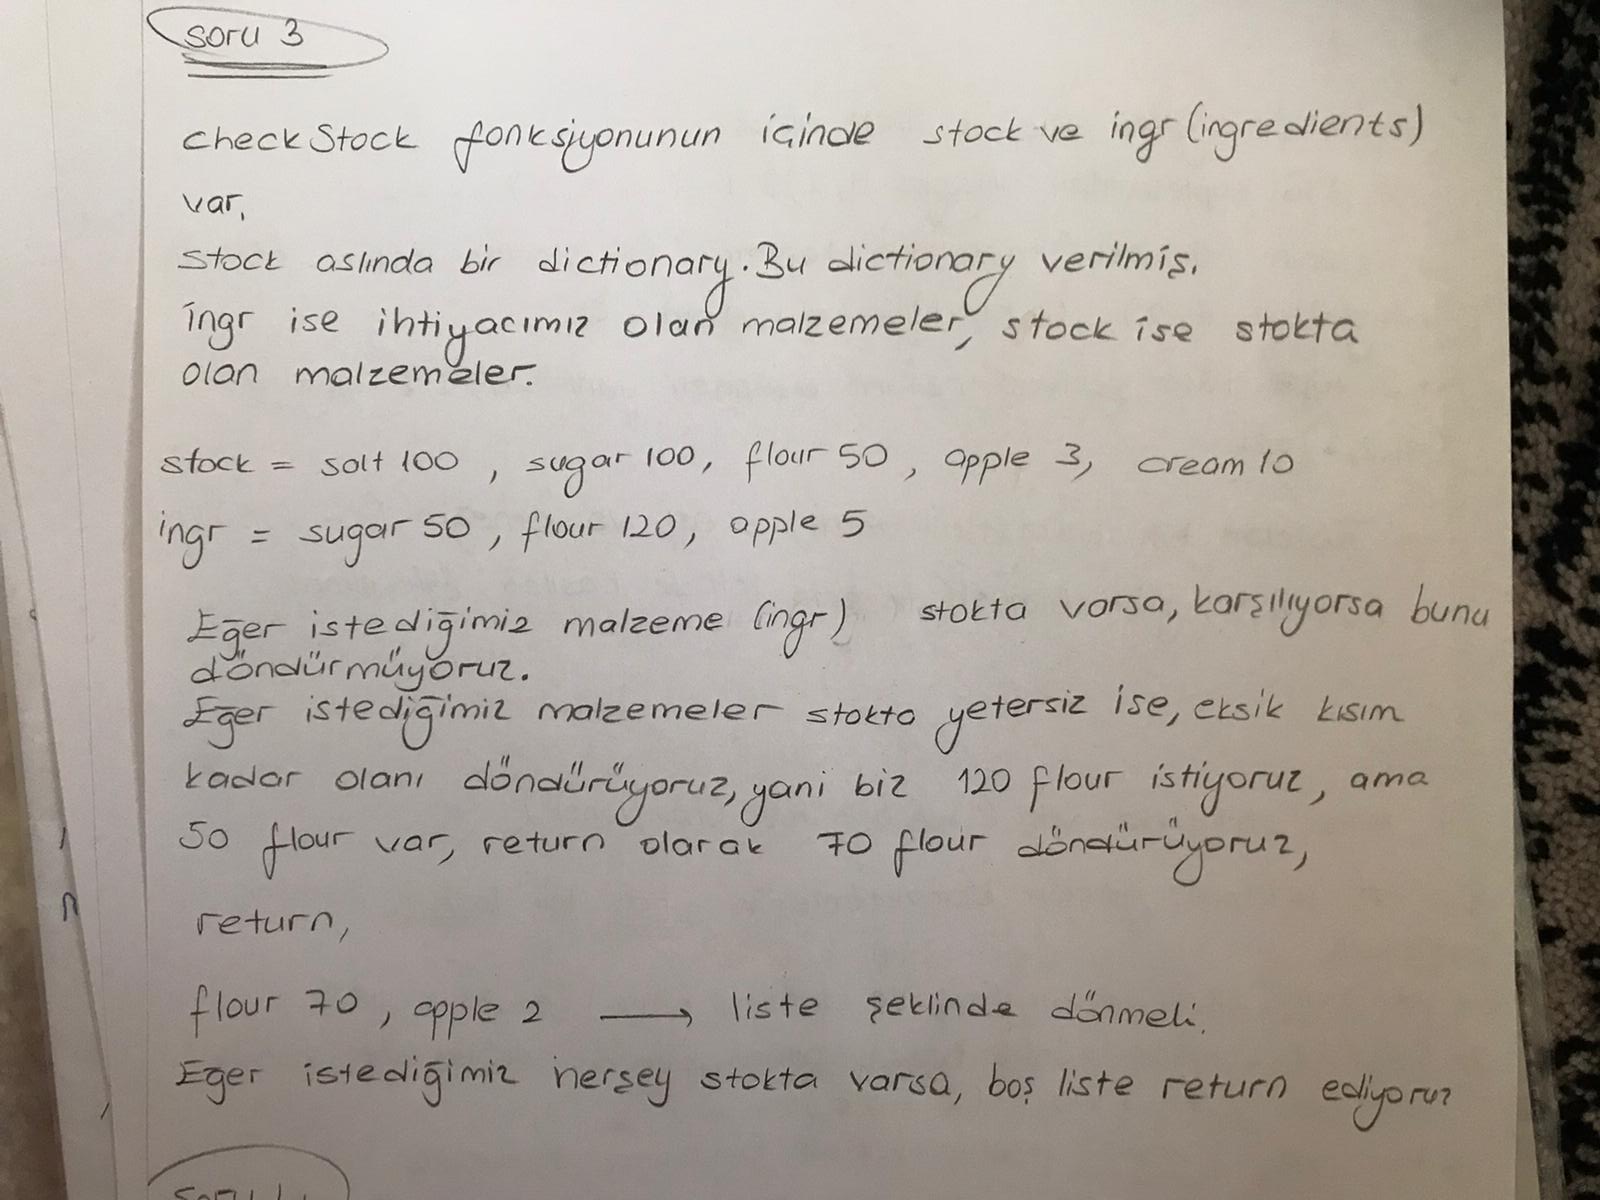 soru 3
checkStock fonksiyonunun içinde stock ve ingr (ingredients)
var.
stock aslında bir dictionary. Bu dictionary verilmiş.
ingr ise ihtiyacımız olan malzemeler, stock ise stokta
olan malzemeler.
stock = salt 100 , sugar 100, flour 50 , apple 3, cream 10
ingr = sugar 50 , flour 120 , apple 5
Eğer istediğimiz malzeme (ingr) stokta varsa, karşılıyorsa bunu
döndürmüyoruz.
Eğer istediğimiz malzemeler stokta yetersiz ise, eksik kısım
kadar olanı döndürüyoruz, yani biz 120 flour istiyoruz, ama
50 flour var, return olarak 70 flour döndürüyoruz,
return,
flour 70 , apple 2 → liste şeklinde dönmeli.
Eğer istediğimiz herşey stokta varsa, boş liste return ediyoruz